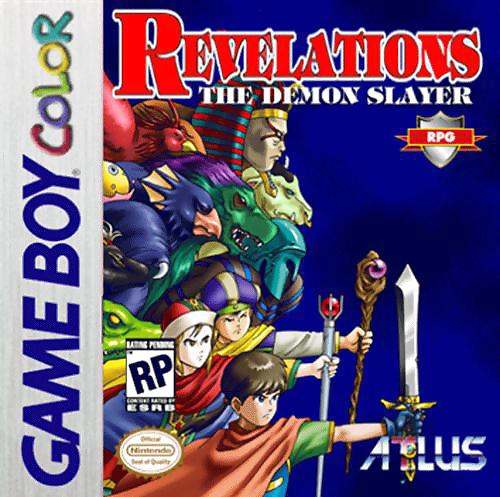 GAME BOY COLOR
REVELATIONS
THE DEMON SLAYER
RPG
RATING PENDING
RP
CONTENT RATED BY
ESRB
Official
Nintendo
Seal of Quality
ATLUS